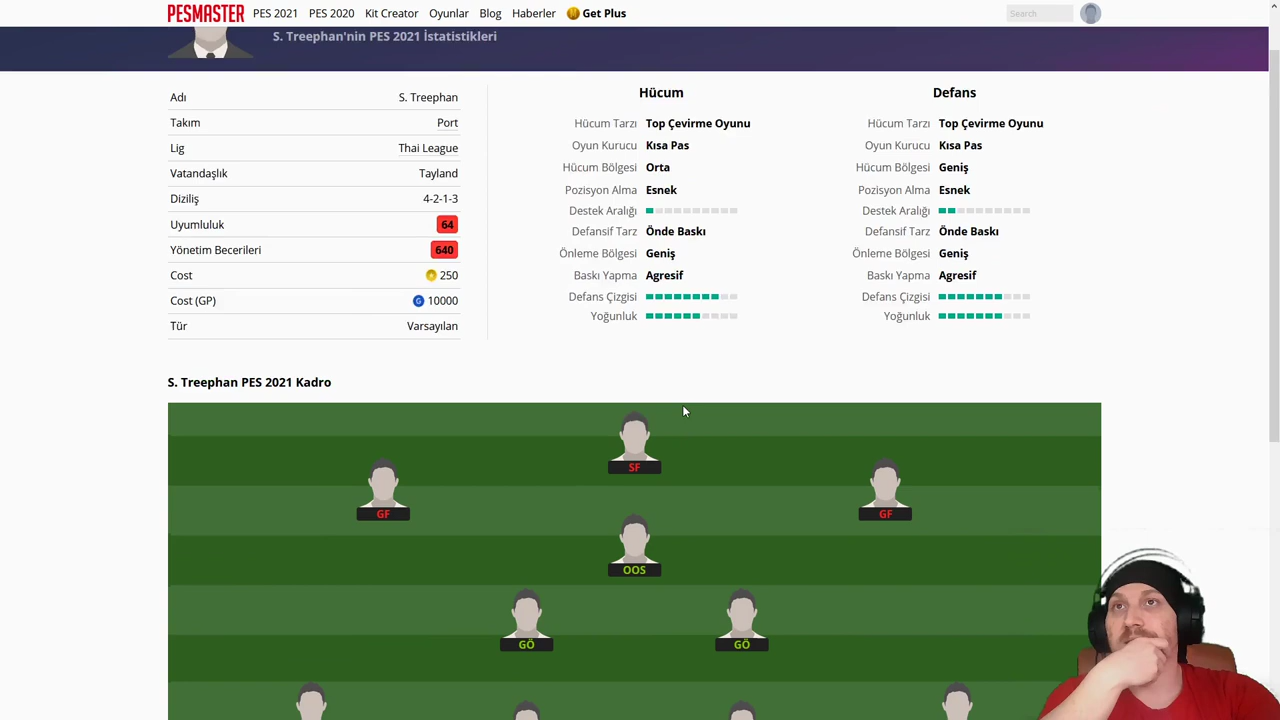 PESMASTER PES 2021 PES 2020 Kit Creator Oyunlar Blog Haberler Get Plus Search
S. Treephan'nin PES 2021 İstatistikleri
Adı S. Treephan
Takım Port
Lig Thai League
Vatandaşlık Tayland
Diziliş 4-2-1-3
Uyumluluk 64
Yönetim Becerileri 640
Cost 250
Cost (GP) G 10000
Tür Varsayılan
Hücum
Hücum Tarzı Top Çevirme Oyunu
Oyun Kurucu Kısa Pas
Hücum Bölgesi Orta
Pozisyon Alma Esnek
Destek Aralığı
Defansif Tarz Önde Baskı
Önleme Bölgesi Geniş
Baskı Yapma Agresif
Defans Çizgisi
Yoğunluk
Defans
Hücum Tarzı Top Çevirme Oyunu
Oyun Kurucu Kısa Pas
Hücum Bölgesi Geniş
Pozisyon Alma Esnek
Destek Aralığı
Defansif Tarz Önde Baskı
Önleme Bölgesi Geniş
Baskı Yapma Agresif
Defans Çizgisi
Yoğunluk
S. Treephan PES 2021 Kadro
SF
GF GF
OOS
GÖ GÖ